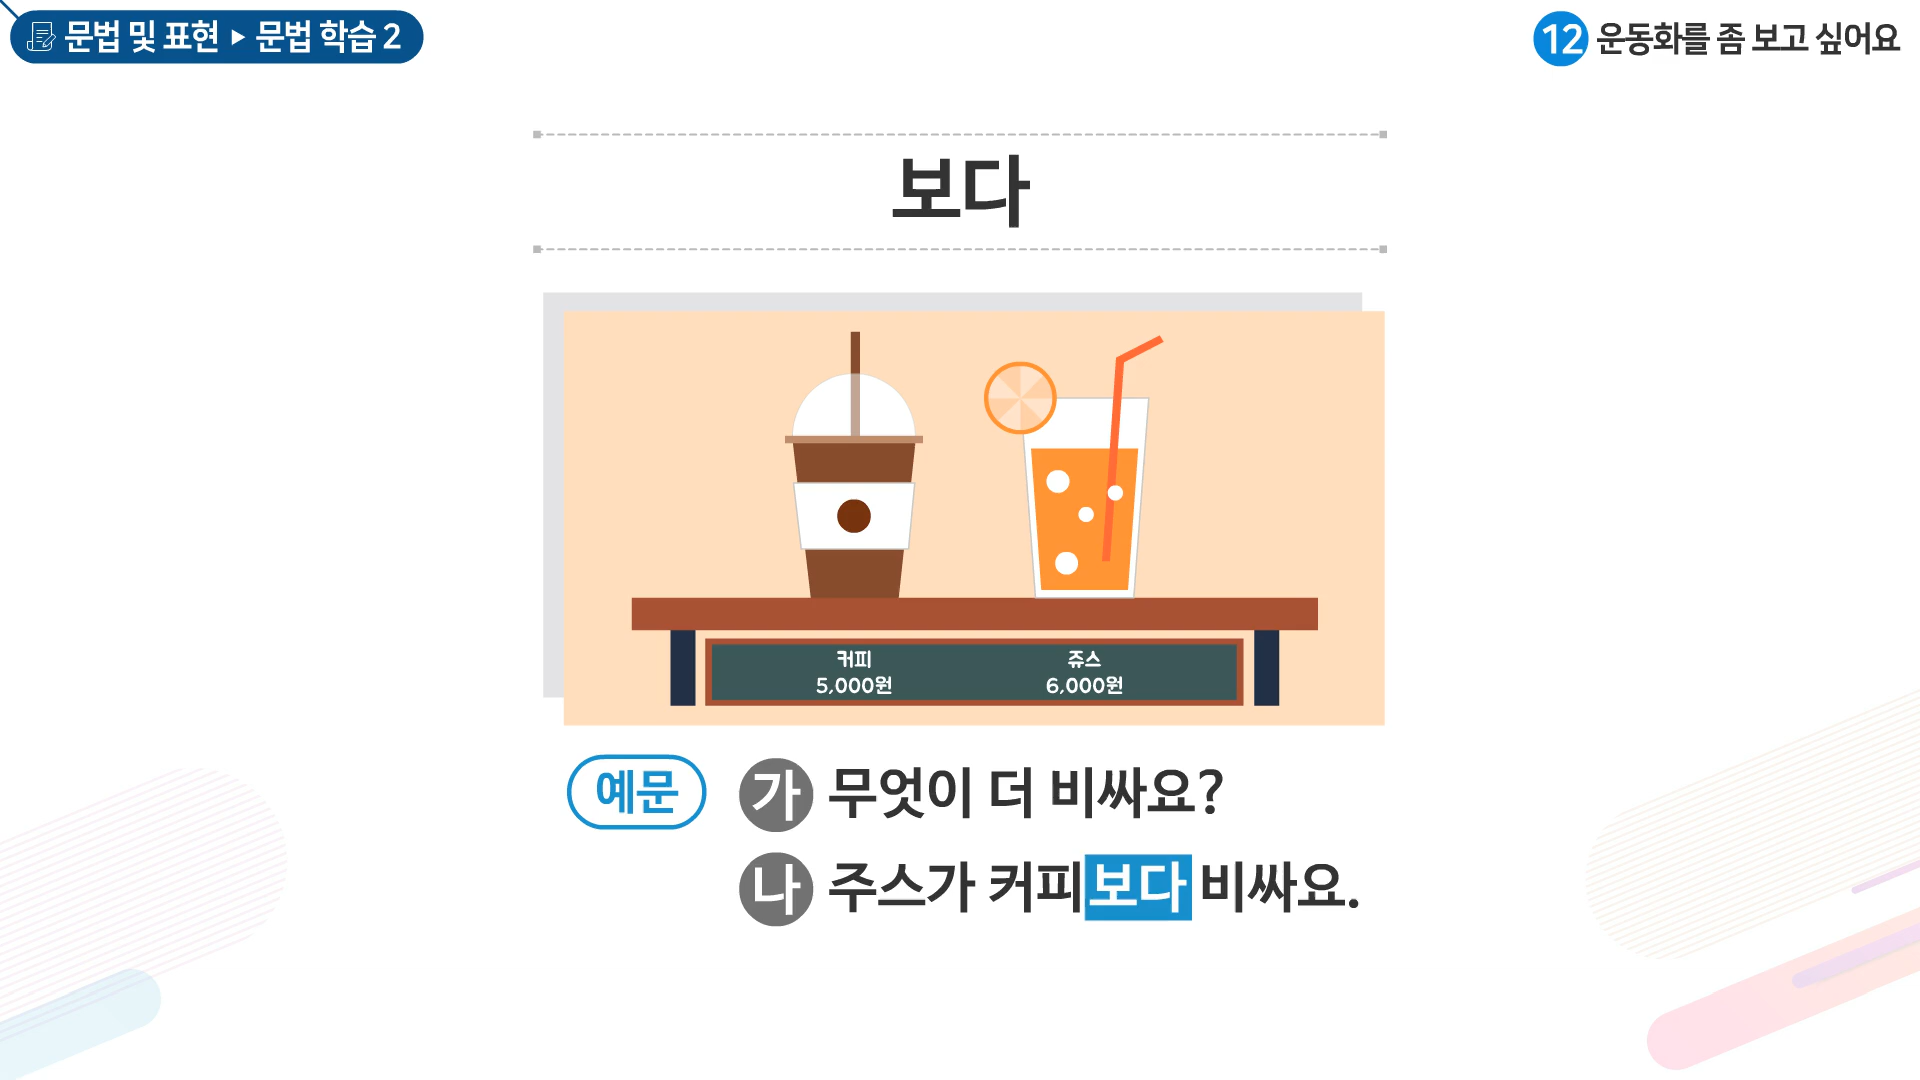 문법 및 표현 ▶ 문법 학습 2
12 운동화를 좀 보고 싶어요
보다
커피 쥬스
5,000원 6,000원
예문 가 무엇이 더 비싸요?
나 주스가 커피보다 비싸요.